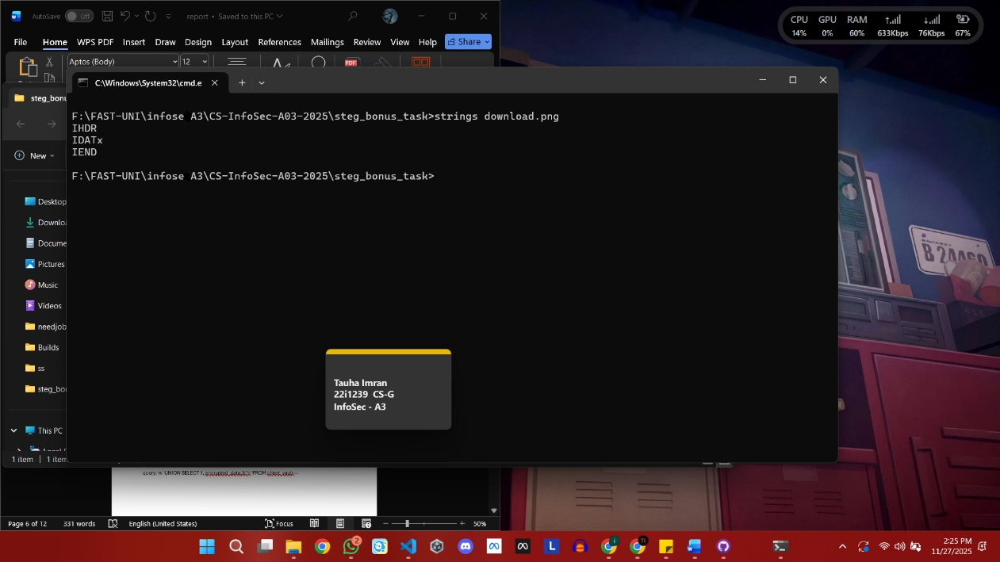 AutoSave Off report • Saved to this PC
File Home WPS PDF Insert Draw Design Layout References Mailings Review View Help Share
Aptos (Body) 12
PDF
CPU GPU RAM
14% 0% 60% 633Kbps 76Kbps 67%
C:\Windows\System32\cmd.e
steg_bonu
New
Desktop
Downlo
Docume
Pictures
Music
Videos
needjob
Builds
ss
steg_bo
This PC
1 item 1 item
F:\FAST-UNI\infose A3\CS-InfoSec-A03-2025\steg_bonus_task>strings download.png
IHDR
IDATx
IEND
F:\FAST-UNI\infose A3\CS-InfoSec-A03-2025\steg_bonus_task>
Tauha Imran
22i1239 CS-G
InfoSec - A3
UNION SELECT 1, encrypted_data
Page 6 of 12 331 words English (United States) Focus 50%
2:25 PM
11/27/2025